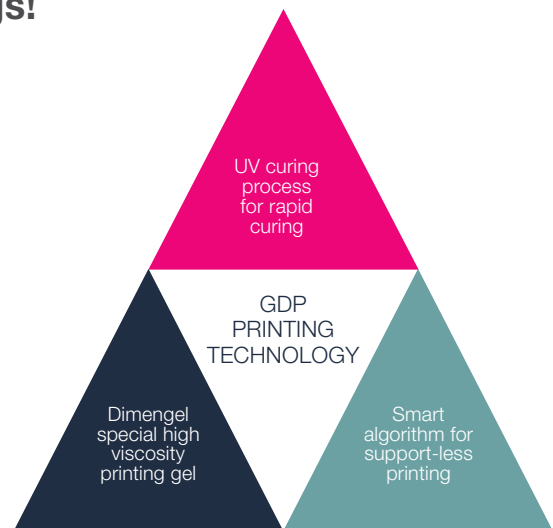 UV curing
process
for rapid
curing
GDP
PRINTING
TECHNOLOGY
Dimengel
special high
viscosity
printing gel
Smart
algorithm for
support-less
printing